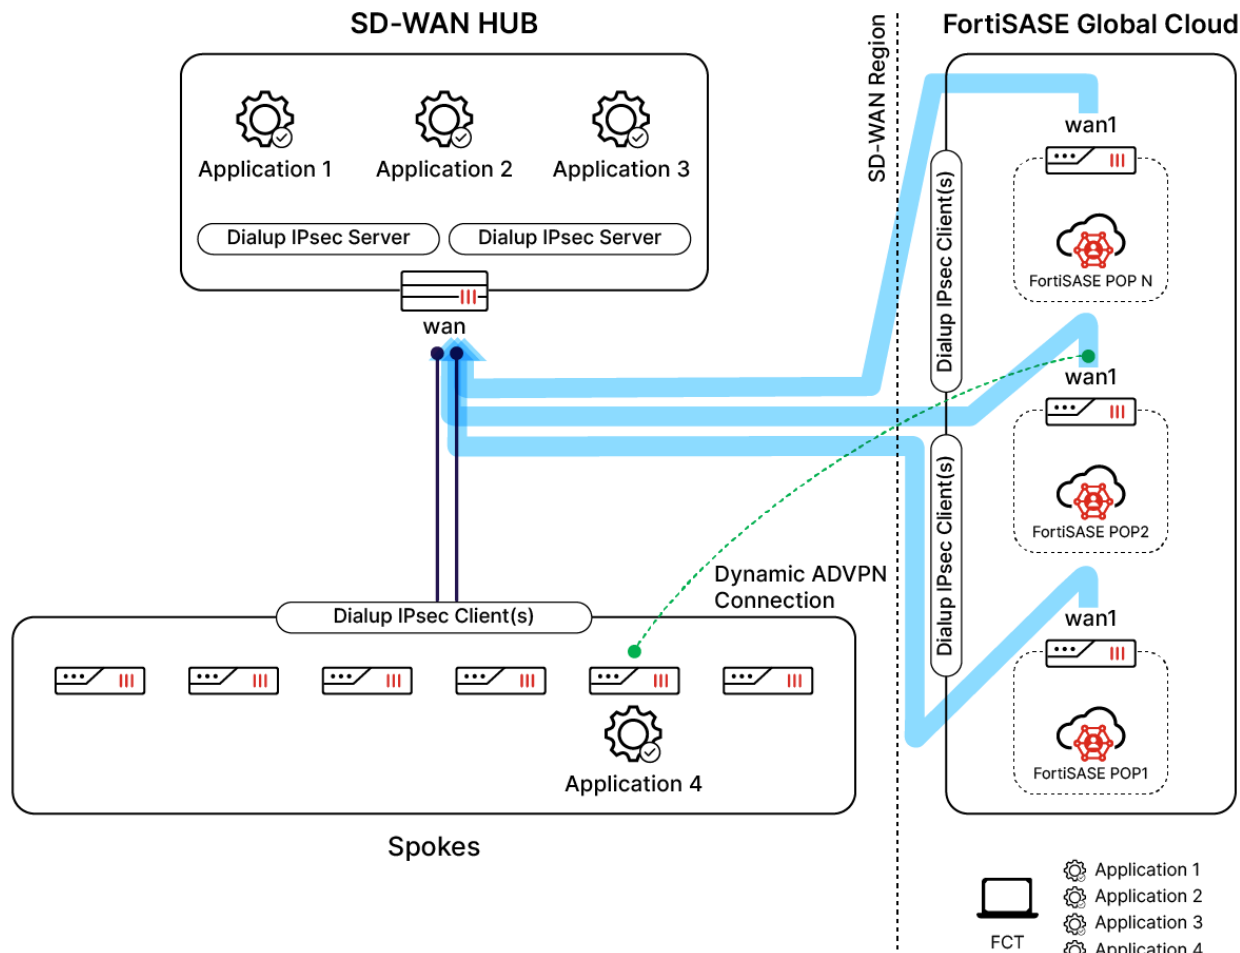 SD-WAN HUB
FortiSASE Global Cloud
SD-WAN Region
Application 1
Application 2
Application 3
Dialup IPsec Server
Dialup IPsec Server
wan
wan1
Dialup IPsec Client(s)
FortiSASE POP N
wan1
Dialup IPsec Client(s)
FortiSASE POP2
Dynamic ADVPN
Connection
wan1
FortiSASE POP1
Dialup IPsec Client(s)
Application 4
Spokes
FCT
Application 1
Application 2
Application 3
Application 4